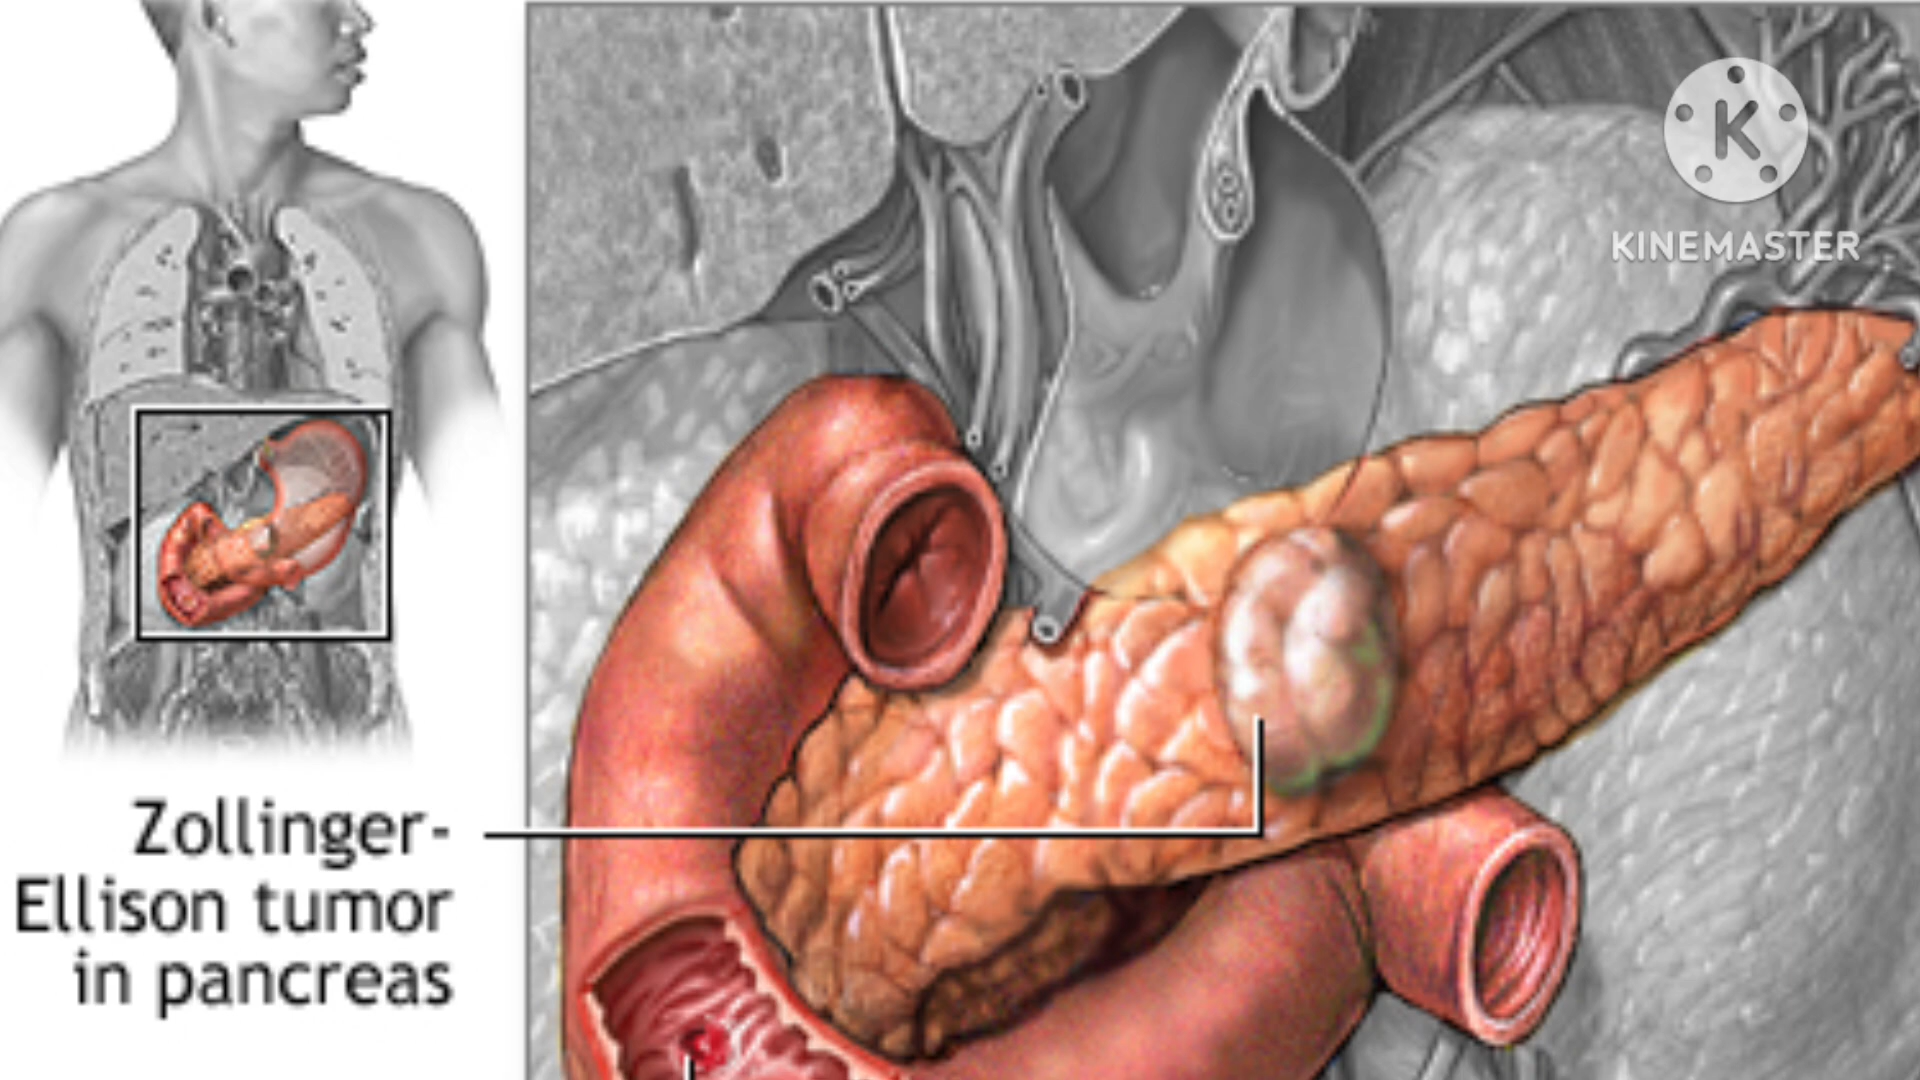 K
KINEMASTER
Zollinger-
Ellison tumor
in pancreas